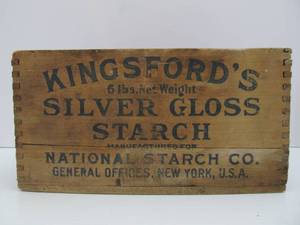 KINGSFORD'S
6 lbs. Net Weight
SILVER GLOSS
STARCH
MANUFACTURED FOR
NATIONAL STARCH CO.
GENERAL OFFICES, NEW YORK, U.S.A.